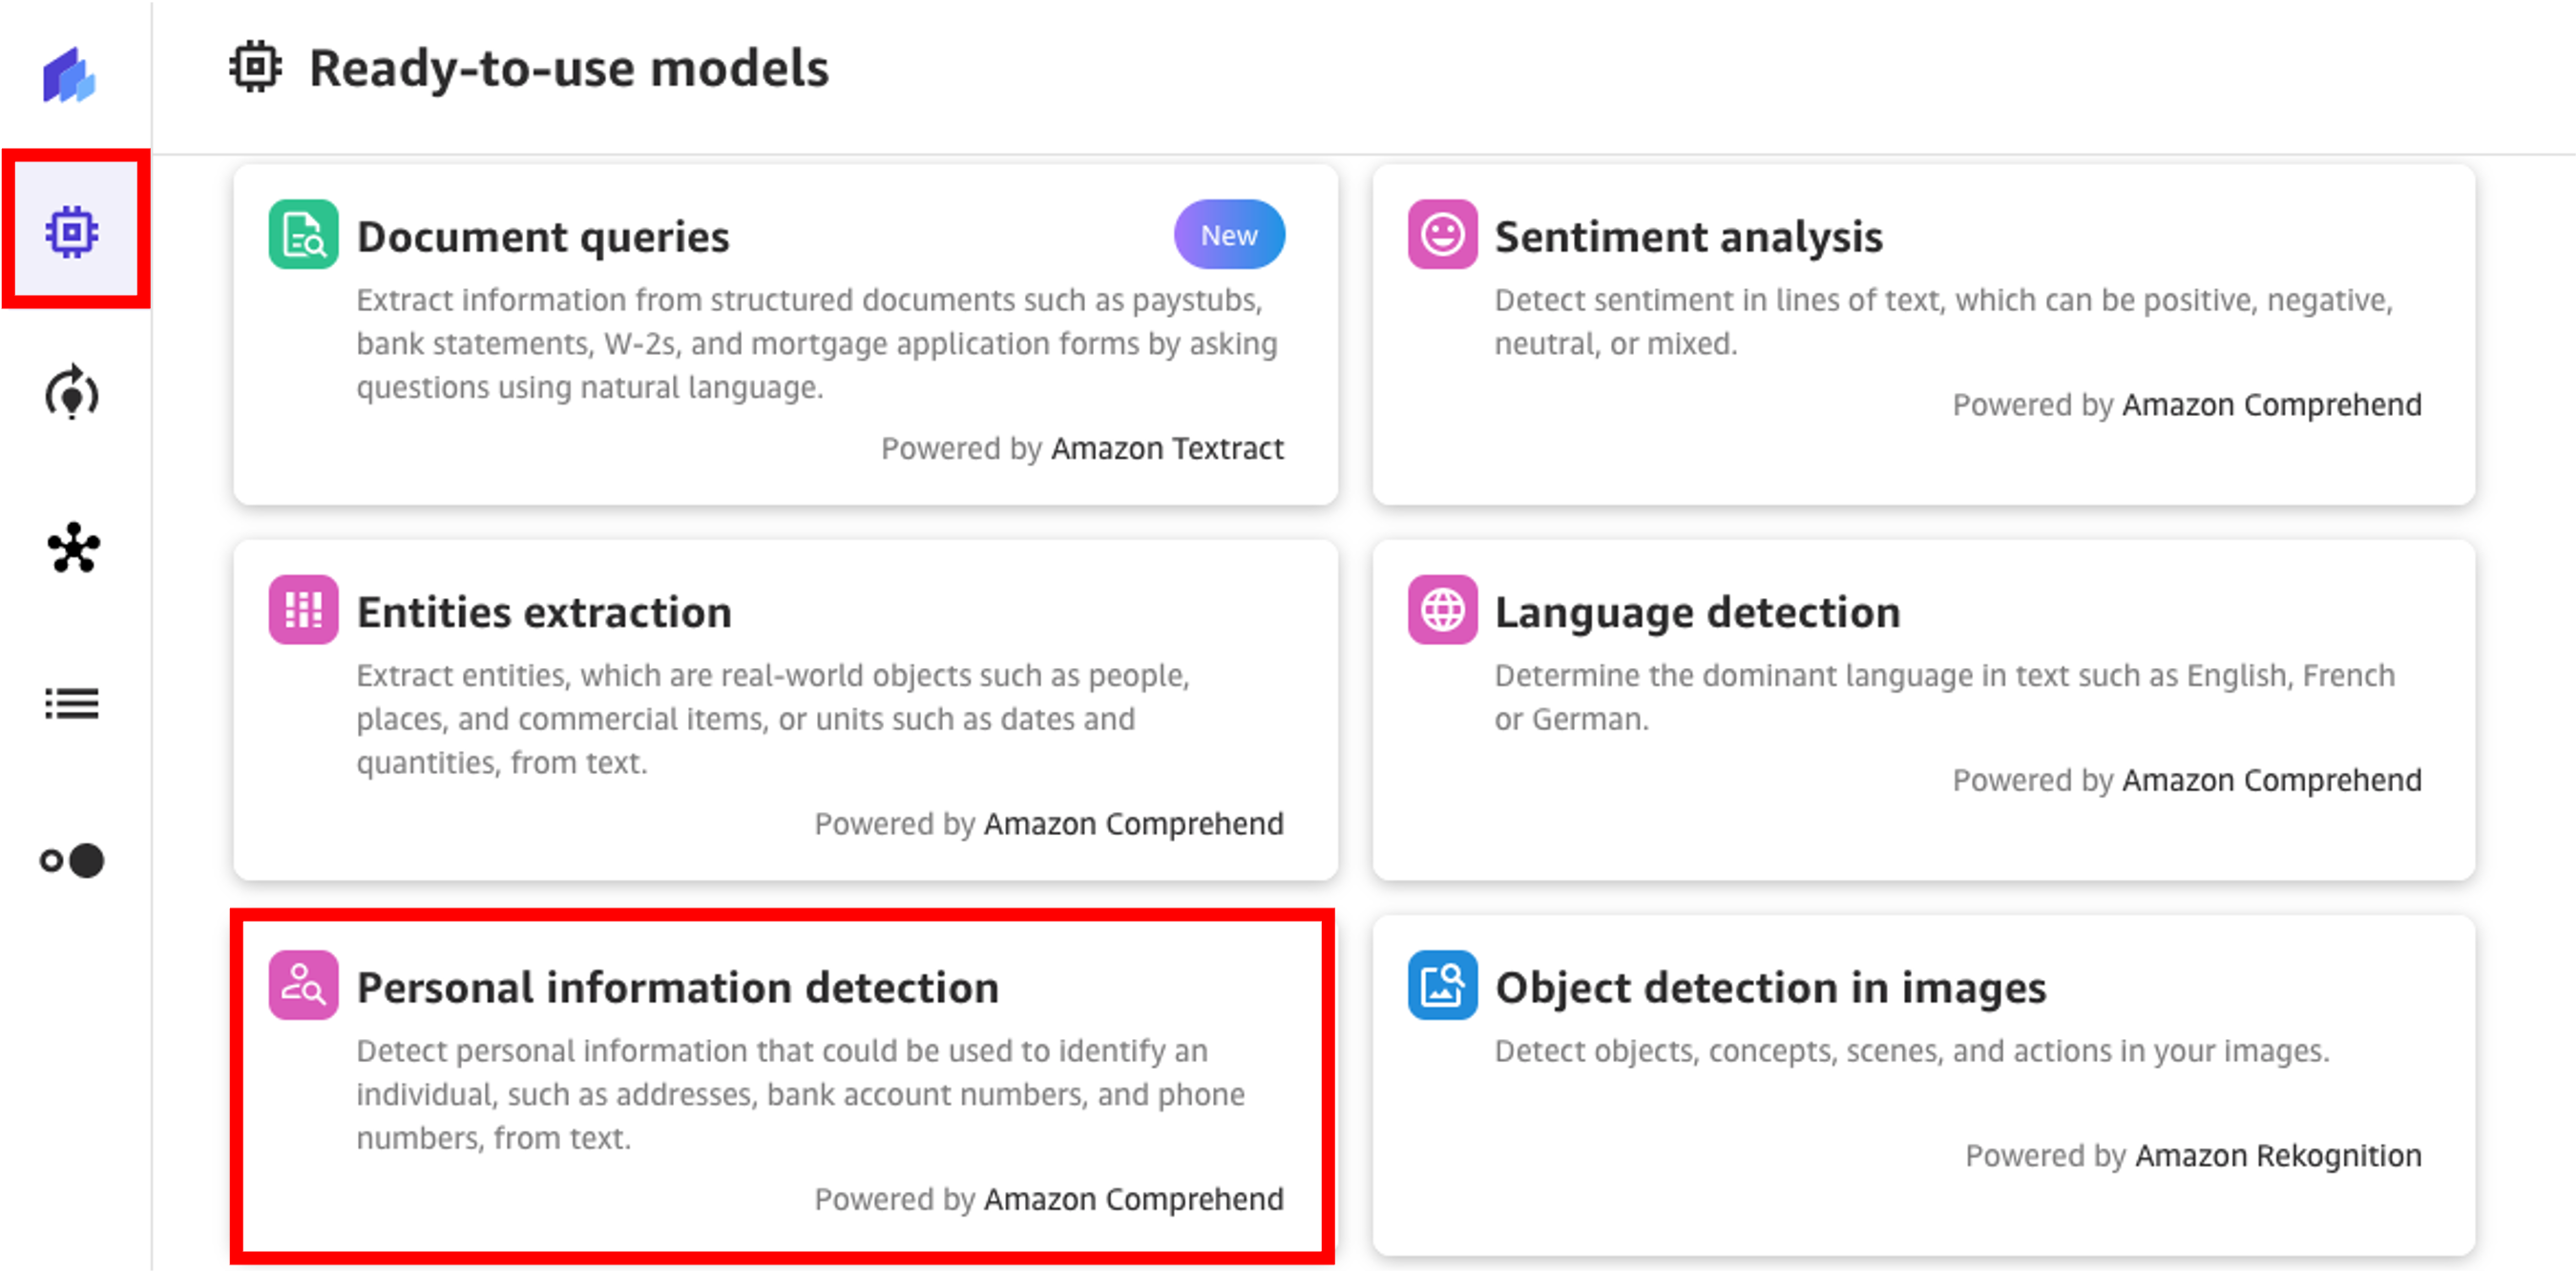 Ready-to-use models
Document queries
New
Extract information from structured documents such as paystubs,
bank statements, W-2s, and mortgage application forms by asking
questions using natural language.
Powered by Amazon Textract
Sentiment analysis
Detect sentiment in lines of text, which can be positive, negative,
neutral, or mixed.
Powered by Amazon Comprehend
Entities extraction
Extract entities, which are real-world objects such as people,
places, and commercial items, or units such as dates and
quantities, from text.
Powered by Amazon Comprehend
Language detection
Determine the dominant language in text such as English, French
or German.
Powered by Amazon Comprehend
Personal information detection
Detect personal information that could be used to identify an
individual, such as addresses, bank account numbers, and phone
numbers, from text.
Powered by Amazon Comprehend
Object detection in images
Detect objects, concepts, scenes, and actions in your images.
Powered by Amazon Rekognition